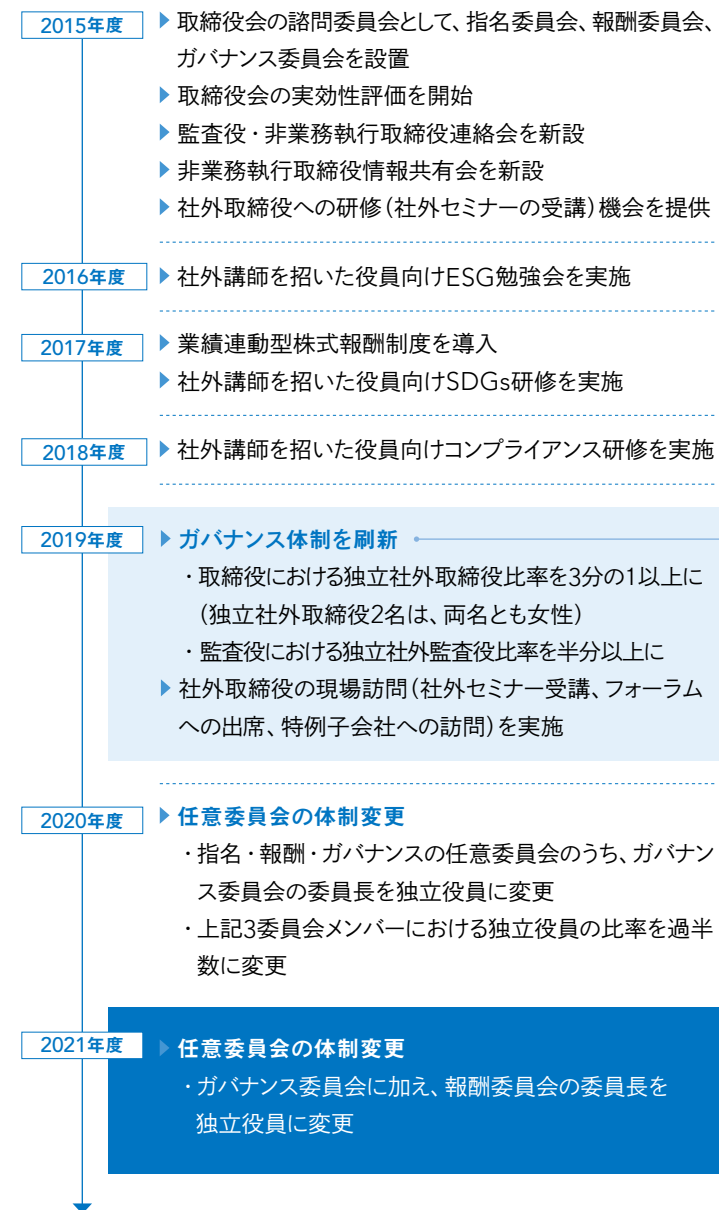 2015年度
▶ 取締役会の諮問委員会として、指名委員会、報酬委員会、
ガバナンス委員会を設置
▶ 取締役会の実効性評価を開始
▶ 監査役・非業務執行取締役連絡会を新設
▶ 非業務執行取締役情報共有会を新設
▶ 社外取締役への研修(社外セミナーの受講)機会を提供
2016年度
▶ 社外講師を招いた役員向けESG勉強会を実施
2017年度
▶ 業績連動型株式報酬制度を導入
▶ 社外講師を招いた役員向けSDGs研修を実施
2018年度
▶ 社外講師を招いた役員向けコンプライアンス研修を実施
2019年度
▶ ガバナンス体制を刷新
・取締役における独立社外取締役比率を3分の1以上に
(独立社外取締役2名は、両名とも女性)
・監査役における独立社外監査役比率を半分以上に
▶ 社外取締役の現場訪問(社外セミナー受講、フォーラム
への出席、特例子会社への訪問)を実施
2020年度
▶ 任意委員会の体制変更
・指名・報酬・ガバナンスの任意委員会のうち、ガバナン
ス委員会の委員長を独立役員に変更
・上記3委員会メンバーにおける独立役員の比率を過半
数に変更
2021年度
▶ 任意委員会の体制変更
・ガバナンス委員会に加え、報酬委員会の委員長を
独立役員に変更